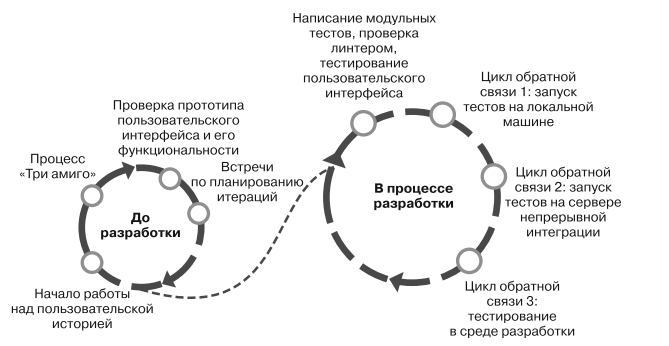 Написание модульных
тестов, проверка
линтером,
тестирование
пользовательского
интерфейса
Цикл обратной
связи 1: запуск
тестов на локальной
машине
Проверка прототипа
пользовательского
интерфейса и его
функциональности
Процесс
«Три амиго»
Встречи
по планированию
итераций
До
разработки
В процессе
разработки
Цикл обратной
связи 2: запуск
тестов на сервере
непрерывной
интеграции
Начало работы
над пользовательской
историей
Цикл обратной
связи 3:
тестирование
в среде разработки